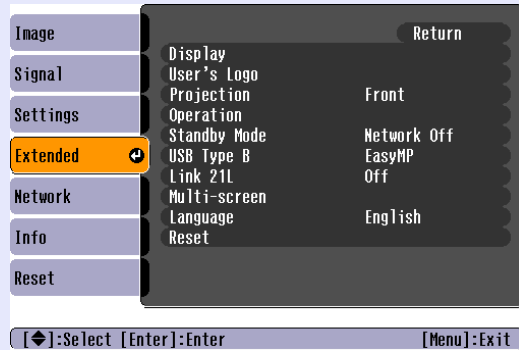 Image
Signal
Settings
Extended
Network
Info
Reset
Return
Display
User's Logo
Projection Front
Operation
Standby Mode Network Off
USB Type B EasyMP
Link 21L Off
Multi-screen
Language English
Reset
[◆]:Select [Enter]:Enter [Menu]:Exit